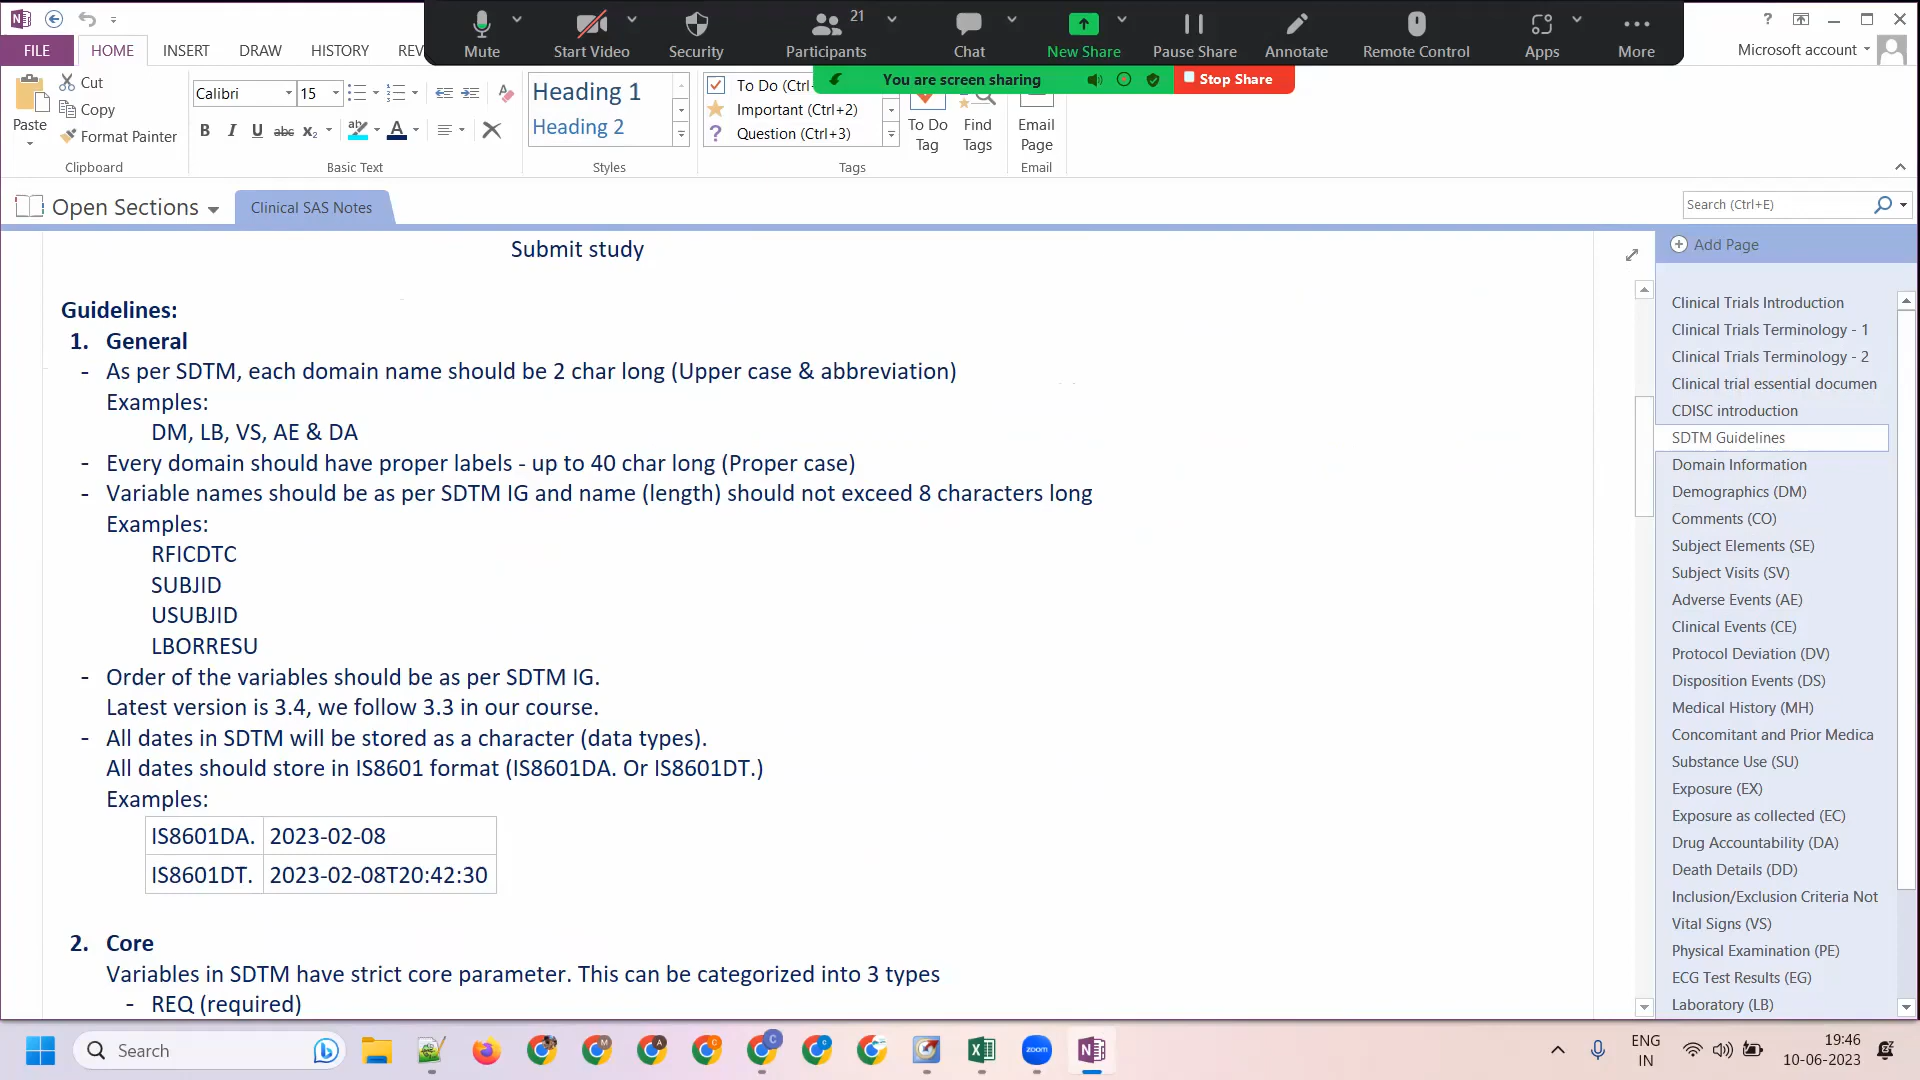 Mute
Start Video
Security
Participants
21
Chat
New Share
Pause Share
Annotate
Remote Control
Apps
More
You are screen sharing
Stop Share
FILE
HOME
INSERT
DRAW
HISTORY
REV
Microsoft account
Paste
Cut
Copy
Format Painter
Clipboard
Calibri
15
Basic Text
Heading 1
Heading 2
Styles
To Do (Ctrl+
Important (Ctrl+2)
Question (Ctrl+3)
Tags
To Do
Tag
Find
Tags
Email
Page
Email
Open Sections
Clinical SAS Notes
Search (Ctrl+E)
Submit study
Guidelines:
1. General
- As per SDTM, each domain name should be 2 char long (Upper case & abbreviation)
Examples:
DM, LB, VS, AE & DA
- Every domain should have proper labels - up to 40 char long (Proper case)
- Variable names should be as per SDTM IG and name (length) should not exceed 8 characters long
Examples:
RFICDTC
SUBJID
USUBJID
LBORRESU
- Order of the variables should be as per SDTM IG.
Latest version is 3.4, we follow 3.3 in our course.
- All dates in SDTM will be stored as a character (data types).
All dates should store in IS8601 format (IS8601DA. Or IS8601DT.)
Examples:
IS8601DA. 2023-02-08
IS8601DT. 2023-02-08T20:42:30
2. Core
Variables in SDTM have strict core parameter. This can be categorized into 3 types
- REQ (required)
Add Page
Clinical Trials Introduction
Clinical Trials Terminology - 1
Clinical Trials Terminology - 2
Clinical trial essential documen
CDISC introduction
SDTM Guidelines
Domain Information
Demographics (DM)
Comments (CO)
Subject Elements (SE)
Subject Visits (SV)
Adverse Events (AE)
Clinical Events (CE)
Protocol Deviation (DV)
Disposition Events (DS)
Medical History (MH)
Concomitant and Prior Medica
Substance Use (SU)
Exposure (EX)
Exposure as collected (EC)
Drug Accountability (DA)
Death Details (DD)
Inclusion/Exclusion Criteria Not
Vital Signs (VS)
Physical Examination (PE)
ECG Test Results (EG)
Laboratory (LB)
Search
zoom
ENG
IN
19:46
10-06-2023